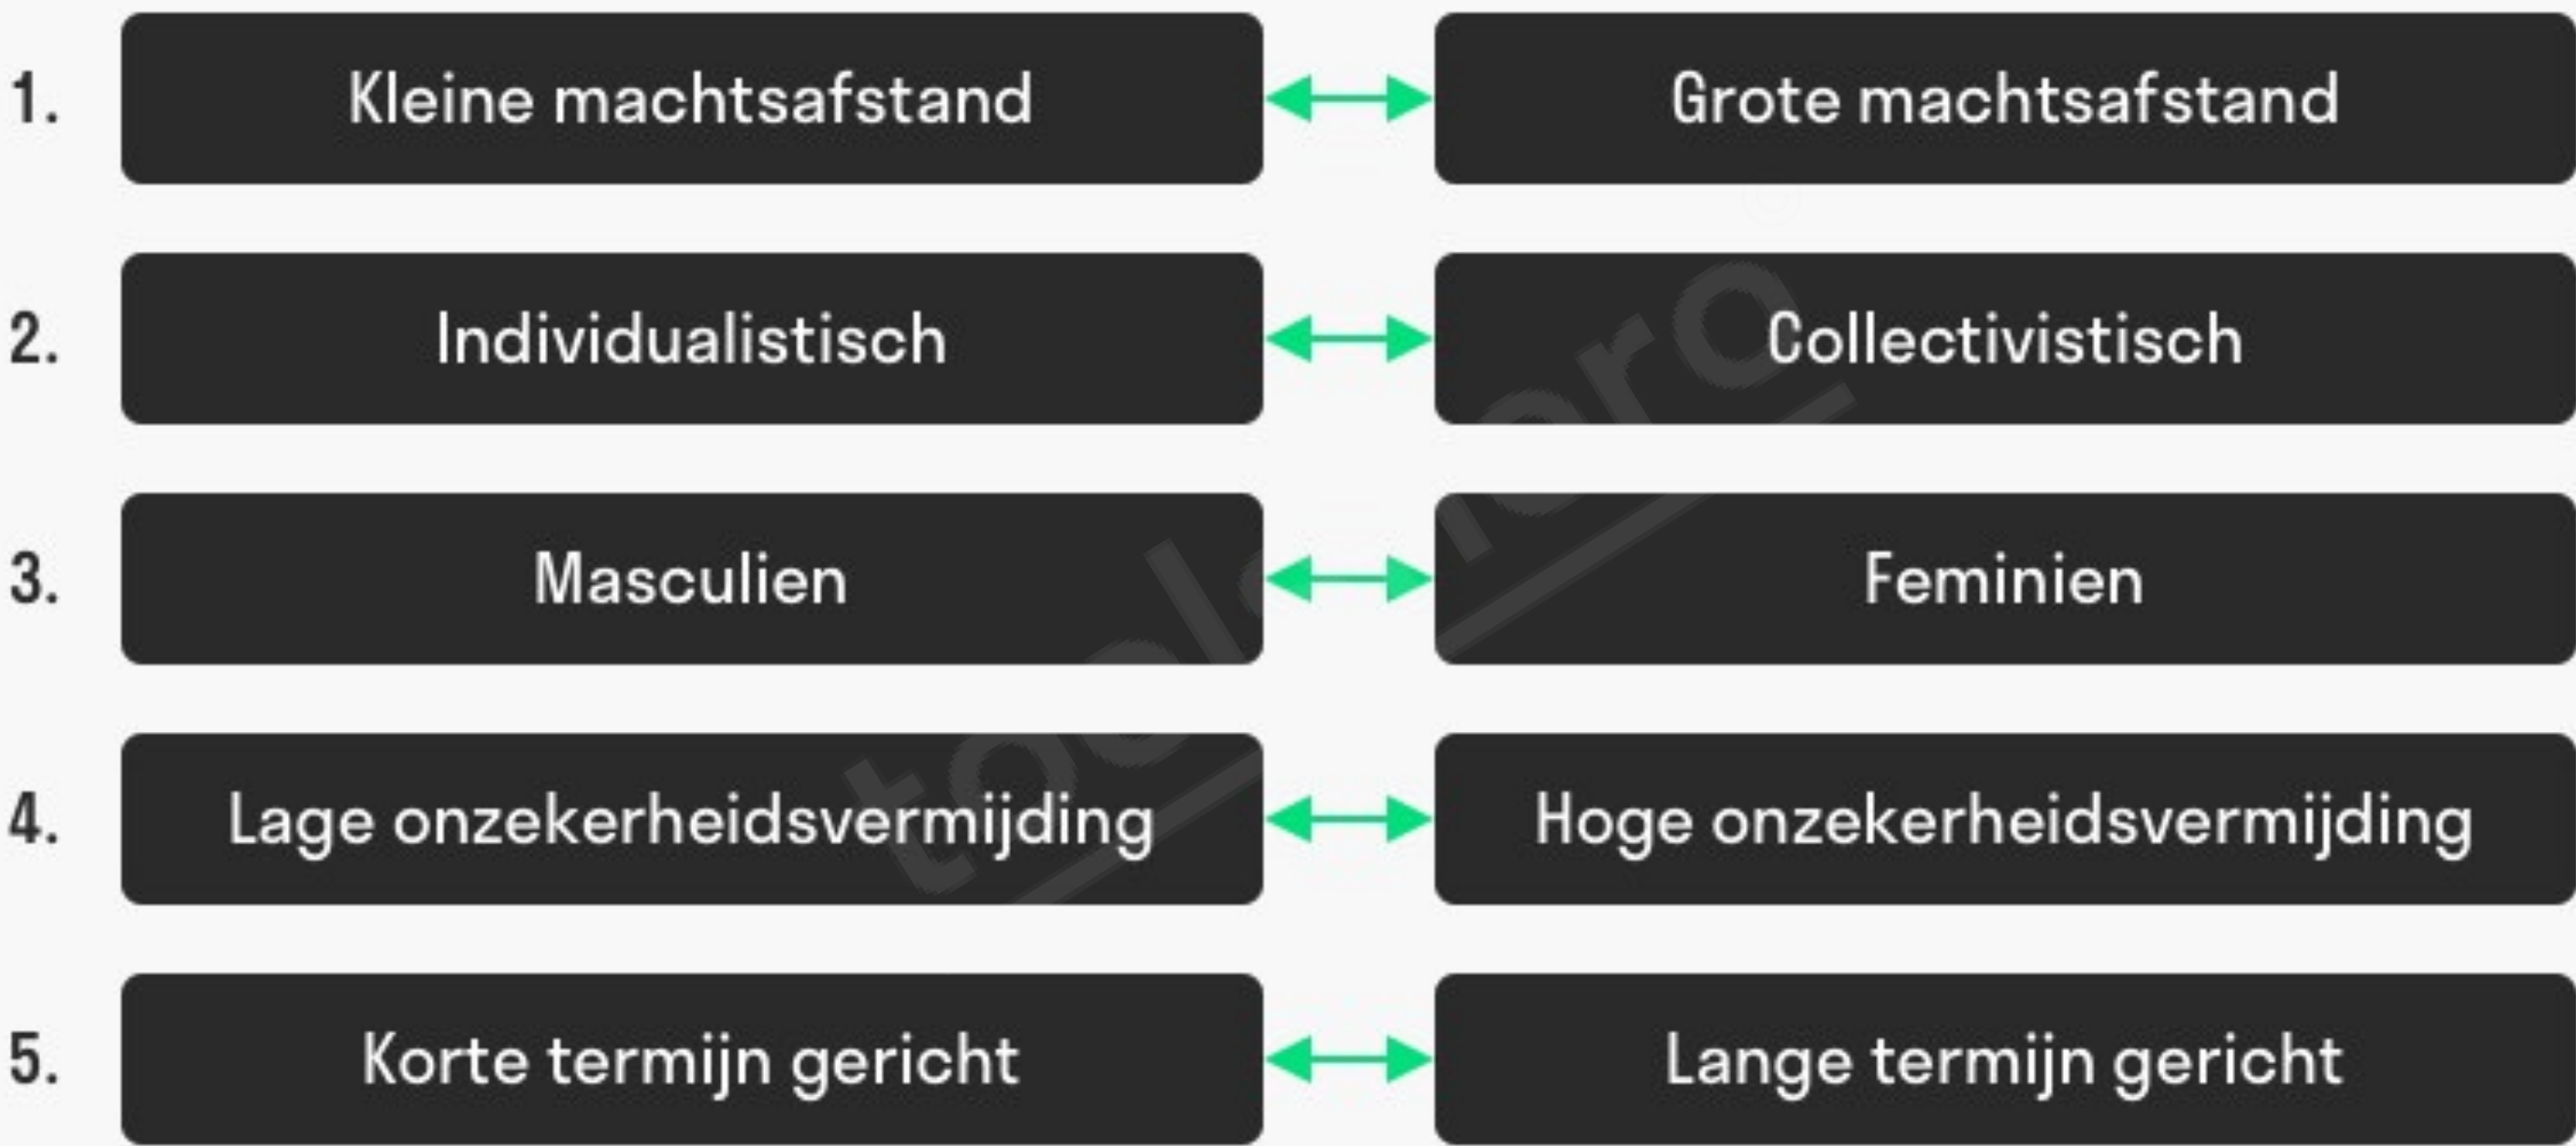 1. Kleine machtsafstand Grote machtsafstand
2. Individualistisch Collectivistisch
3. Masculien Feminien
4. Lage onzekerheidsvermijding Hoge onzekerheidsvermijding
5. Korte termijn gericht Lange termijn gericht